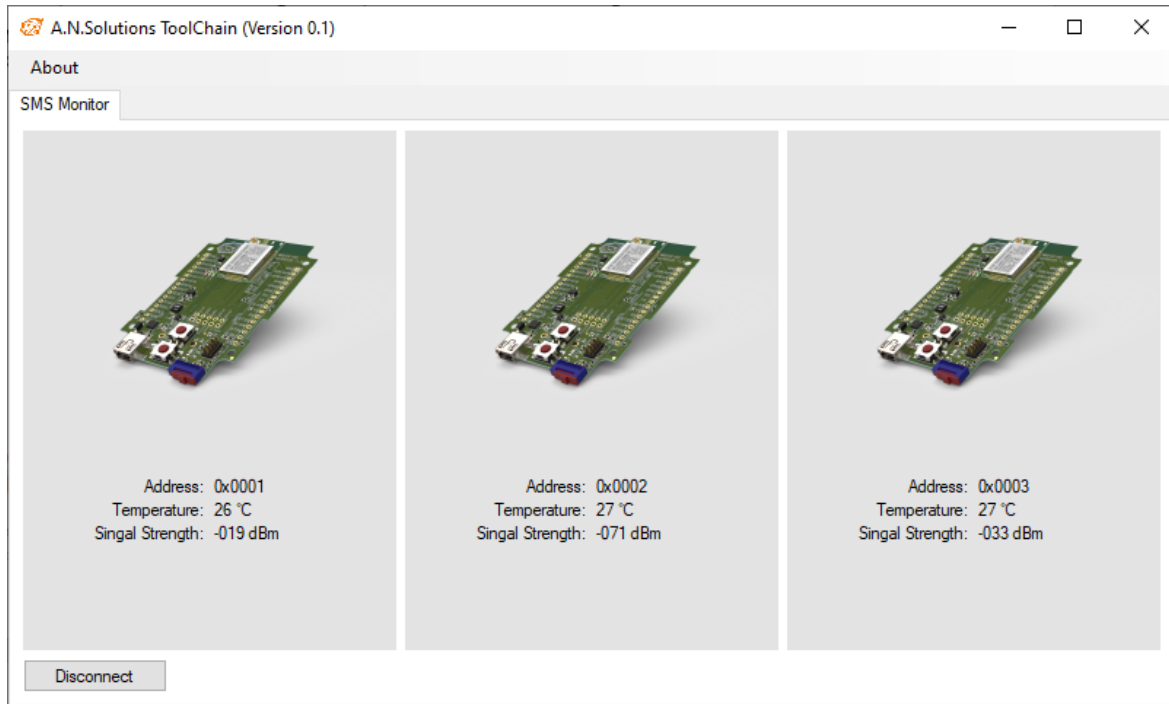 A.N.Solutions ToolChain (Version 0.1)
About
SMS Monitor
Address: 0x0001
Temperature: 26 °C
Singal Strength: -019 dBm
Address: 0x0002
Temperature: 27 °C
Singal Strength: -071 dBm
Address: 0x0003
Temperature: 27 °C
Singal Strength: -033 dBm
Disconnect